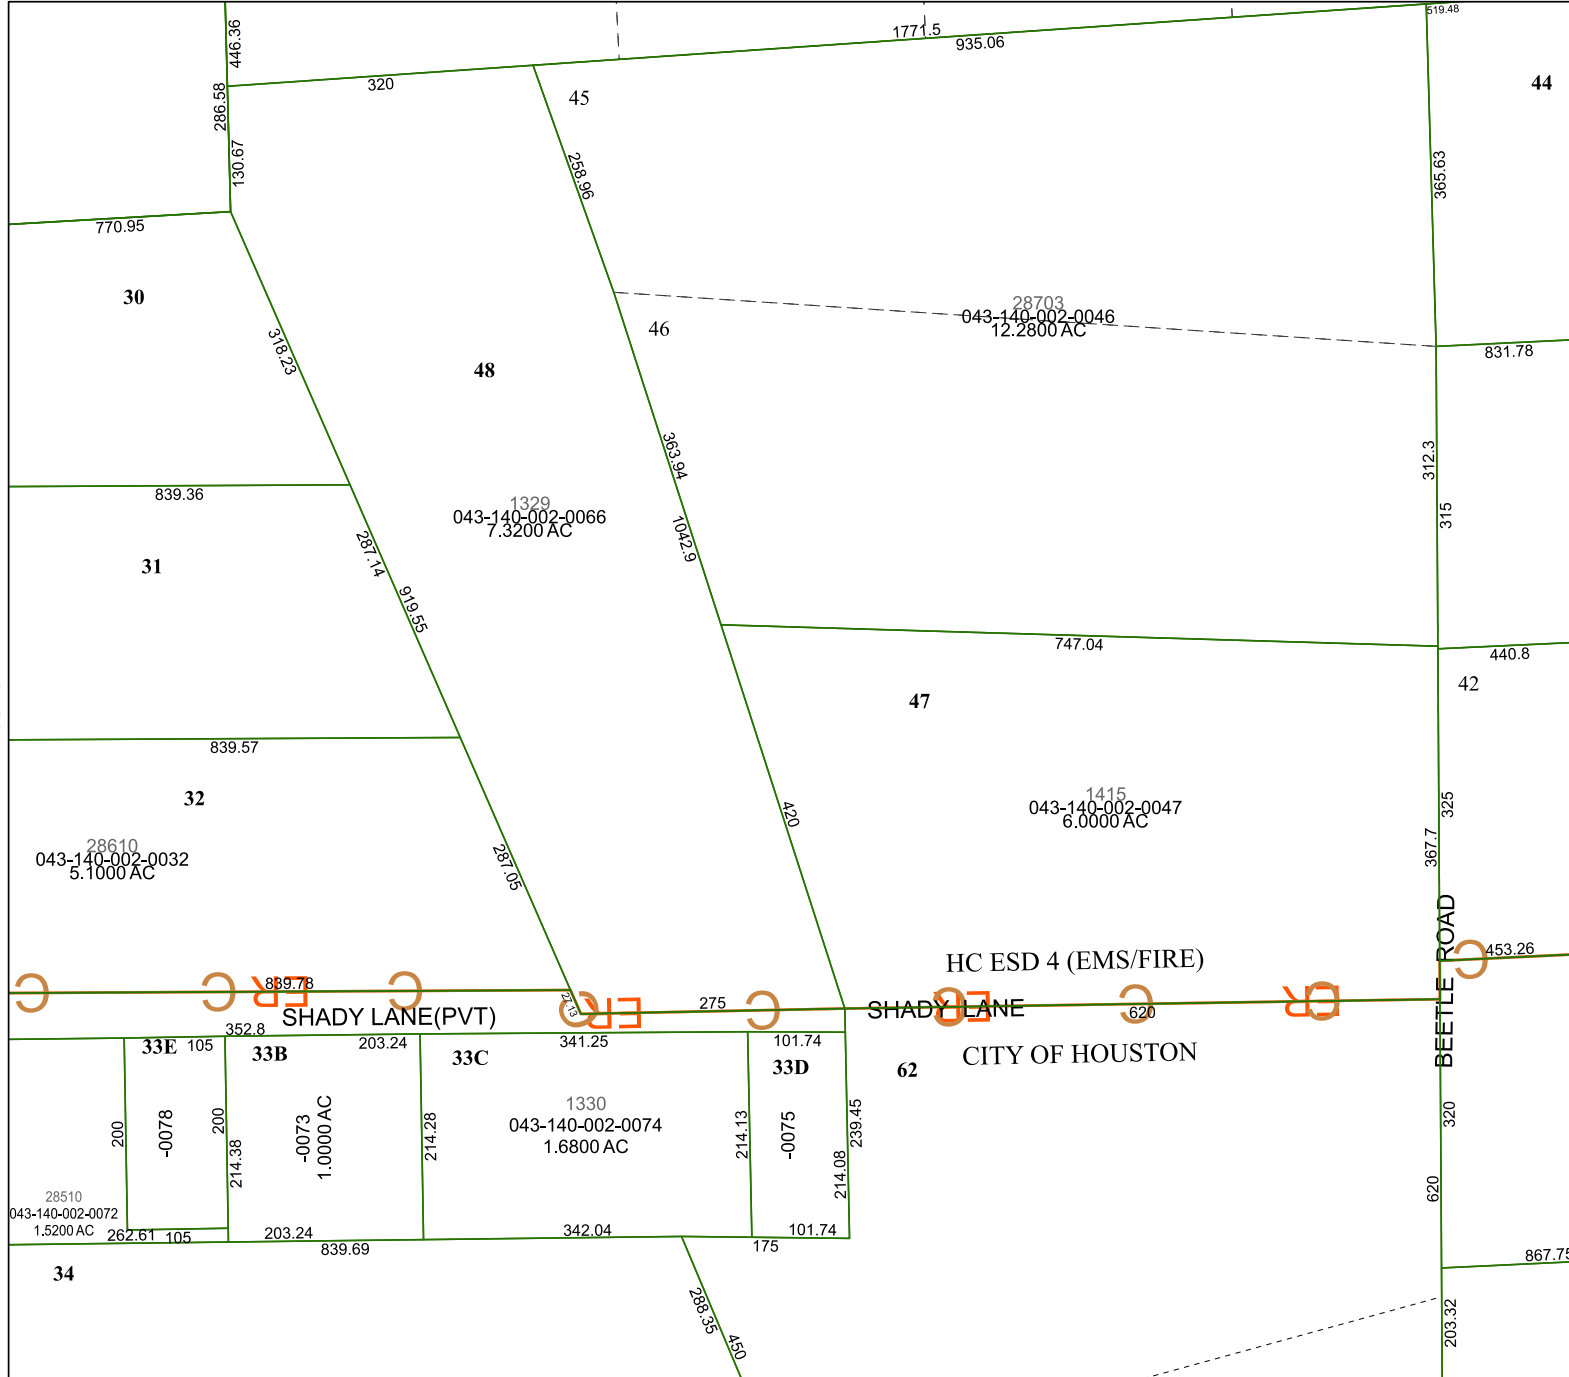 446.36
1771.5
935.06
519.48
320
286.58
45
44
130.67
258.96
365.63
770.95
30
28703
043-140-002-0046
12.2800 AC
46
318.23
48
831.78
363.94
312.3
839.36
1329
043-140-002-0066
7.3200 AC
315
1042.9
287.14
31
919.55
747.04
440.8
42
47
839.57
32
1415
043-140-002-0047
6.0000 AC
325
420
367.7
28610
043-140-002-0032
5.1000 AC
287.05
BEETLE ROAD
453.26
HC ESD 4 (EMS/FIRE)
C
C
C
C
C
C
C
C
C
ER
ER
ER
ER
839.78
27.13
275
SHADY LANE
620
SHADY LANE(PVT)
352.8
CITY OF HOUSTON
33E
105
33B
203.24
33C
341.25
101.74
33D
62
1330
043-140-002-0074
1.6800 AC
200
-0078
200
214.38
-0073
1.0000 AC
214.28
214.13
-0075
214.08
239.45
320
620
28510
043-140-002-0072
1.5200 AC
262.61
105
203.24
839.69
342.04
175
101.74
34
867.75
288.35
450
203.32